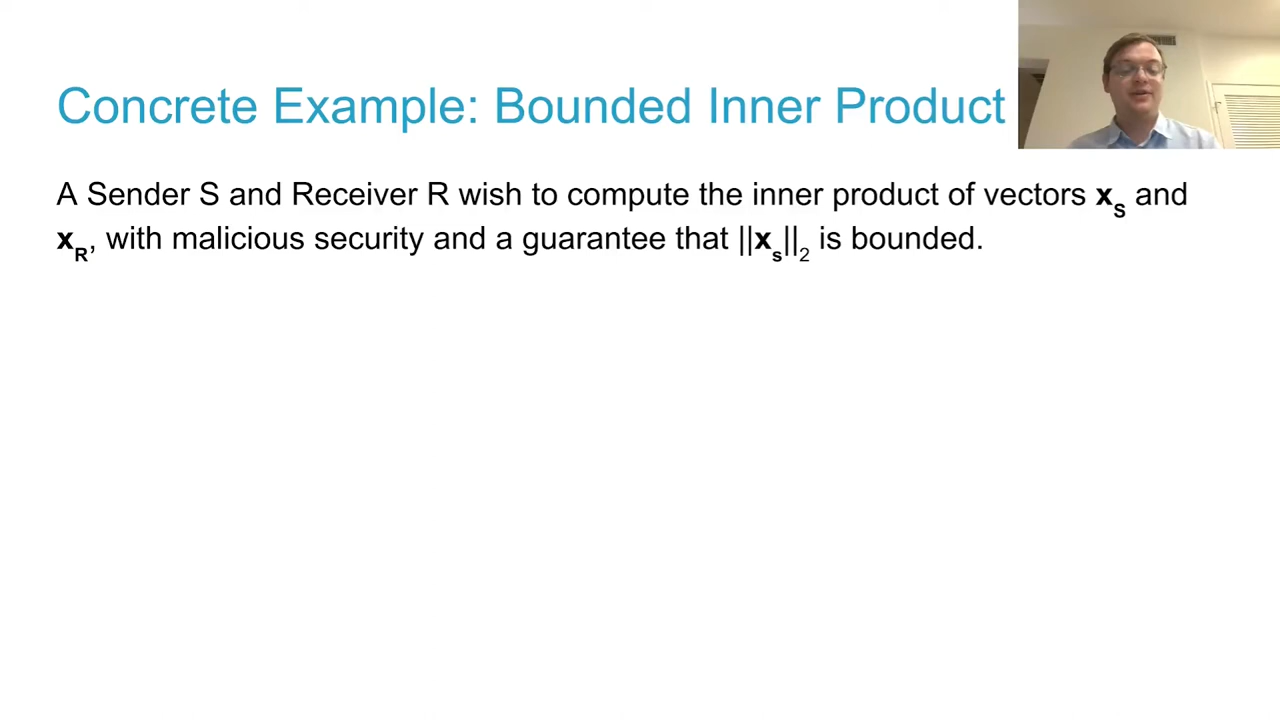 Concrete Example: Bounded Inner Product
A Sender S and Receiver R wish to compute the inner product of vectors x_S and
x_R, with malicious security and a guarantee that ||x_s||_2 is bounded.